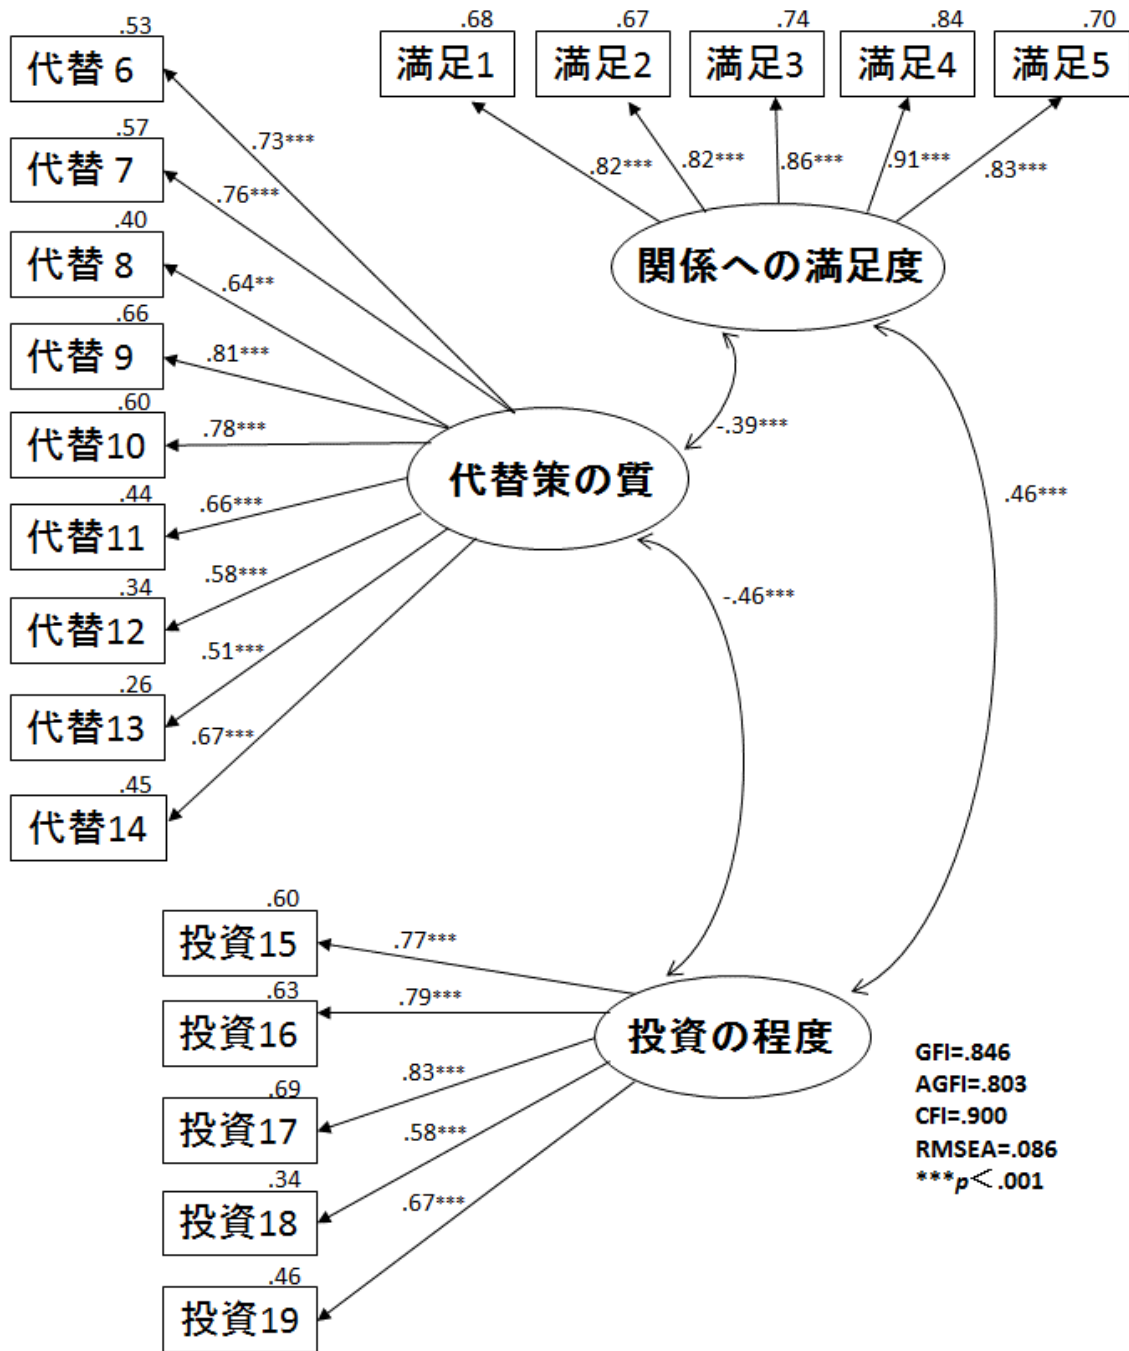 .53
代替 6
.57
代替 7
.40
代替 8
.66
代替 9
.60
代替10
.44
代替11
.34
代替12
.26
代替13
.45
代替14
.73***
.76***
.64**
.81***
.78***
.66***
.58***
.51***
.67***
代替策の質
.68
満足1
.67
満足2
.74
満足3
.84
満足4
.70
満足5
.82***
.82***
.86***
.91***
.83***
関係への満足度
-.39***
.46***
-.46***
.60
投資15
.63
投資16
.69
投資17
.34
投資18
.46
投資19
.77***
.79***
.83***
.58***
.67***
投資の程度
GFI=.846
AGFI=.803
CFI=.900
RMSEA=.086
***p< .001